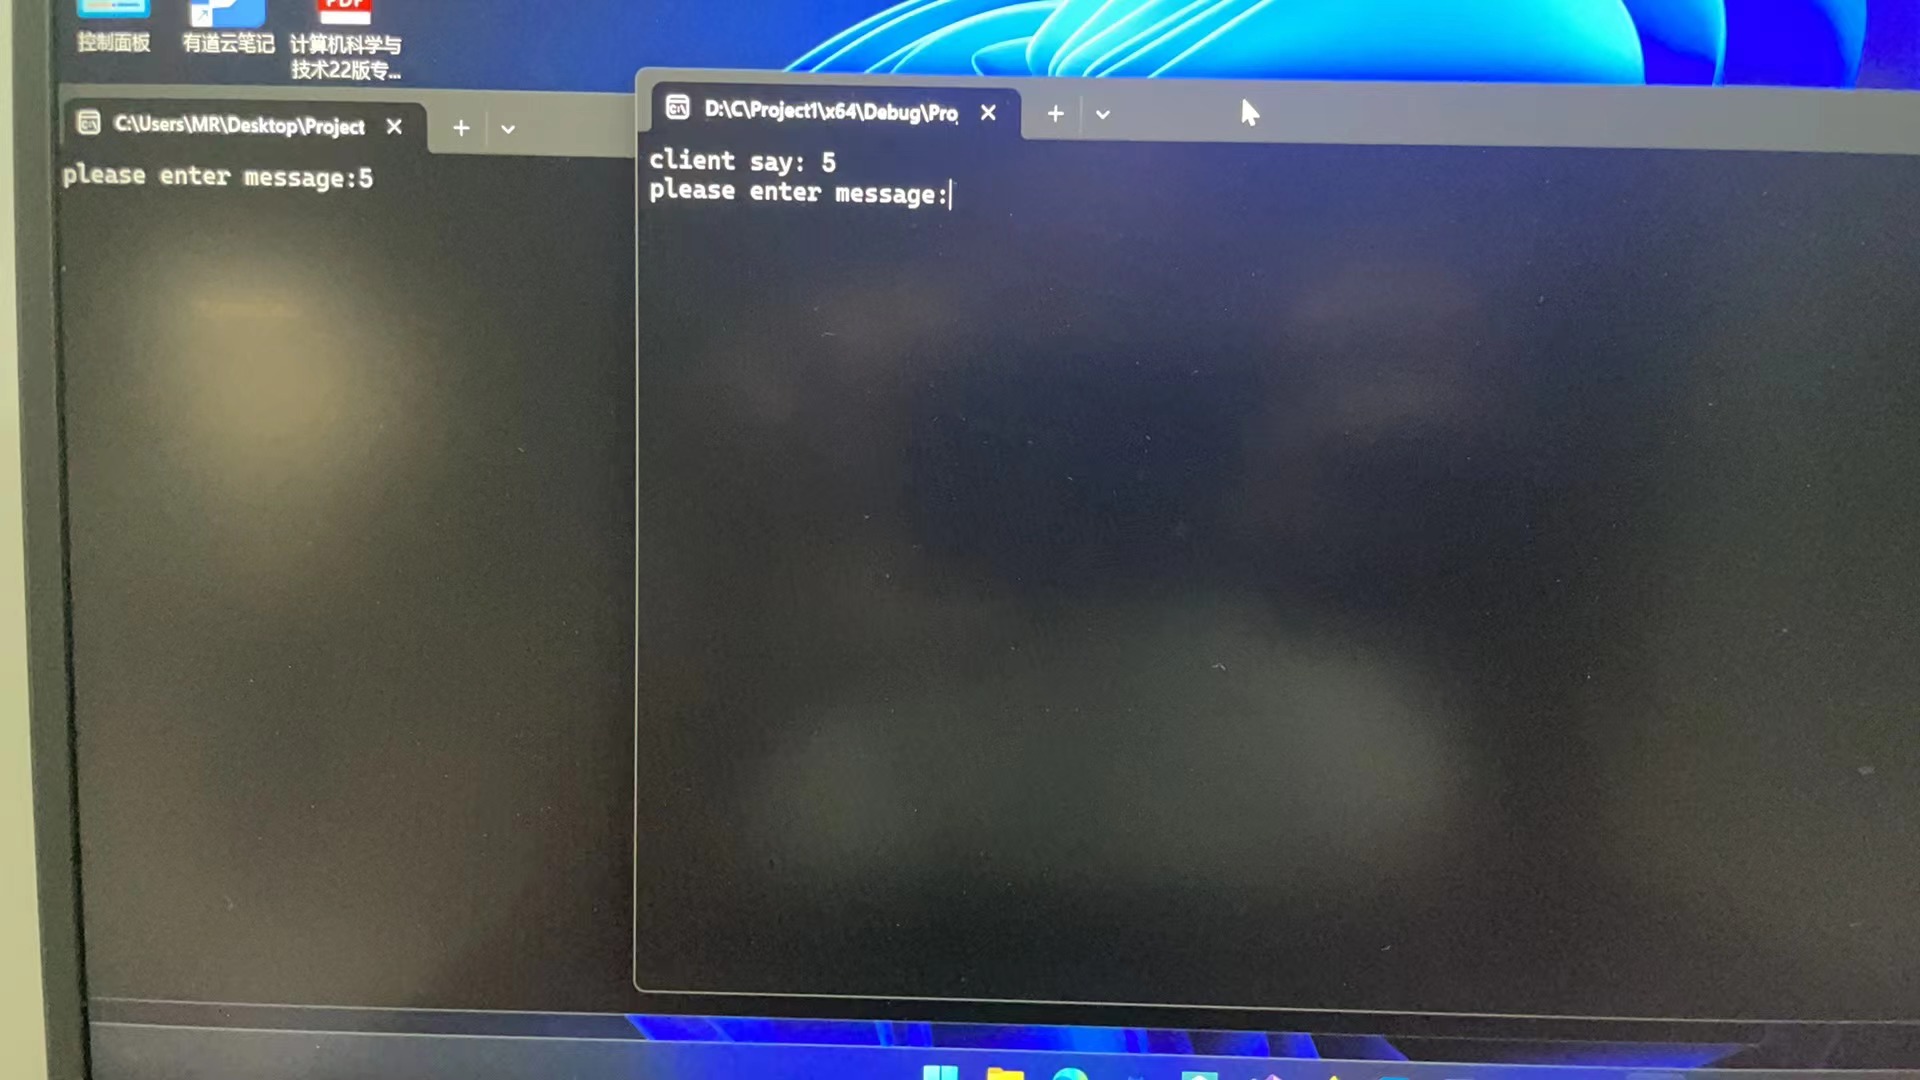 PDF
控制面板
有道云笔记
计算机科学与
技术22版专...
C:\Users\MR\Desktop\Project
please enter message:5
D:\C\Project1\x64\Debug\Pro
client say: 5
please enter message: